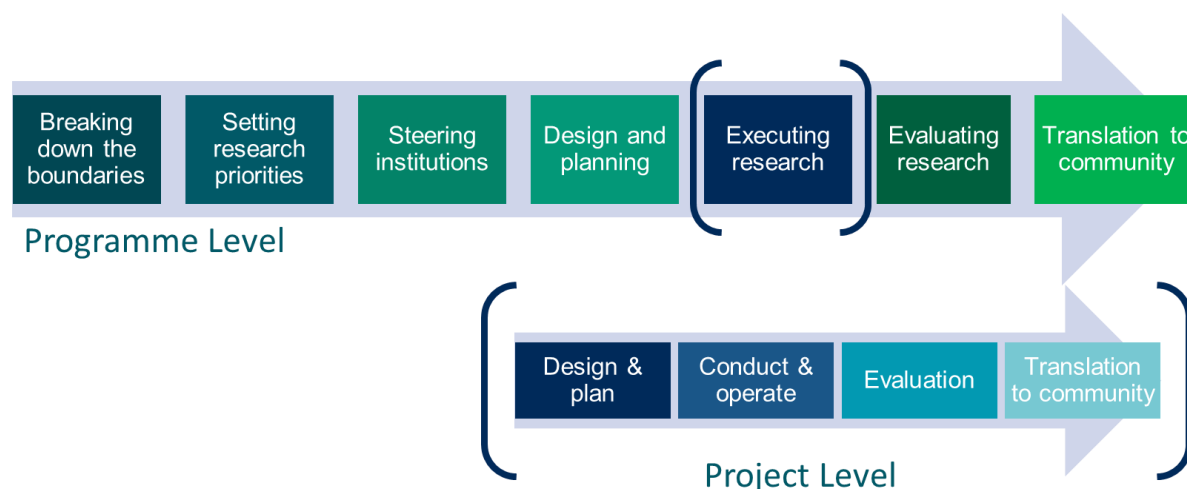 Breaking
down the
boundaries
Setting
research
priorities
Steering
institutions
Design and
planning
Executing
research
Evaluating
research
Translation to
community
Programme Level
Design &
plan
Conduct &
operate
Evaluation
Translation
to community
Project Level